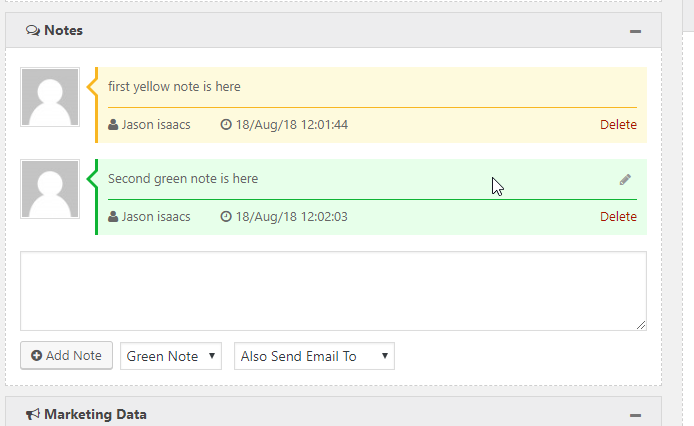 Notes
first yellow note is here
Jason isaacs 18/Aug/18 12:01:44 Delete
Second green note is here
Jason isaacs 18/Aug/18 12:02:03 Delete
Add Note Green Note Also Send Email To
Marketing Data